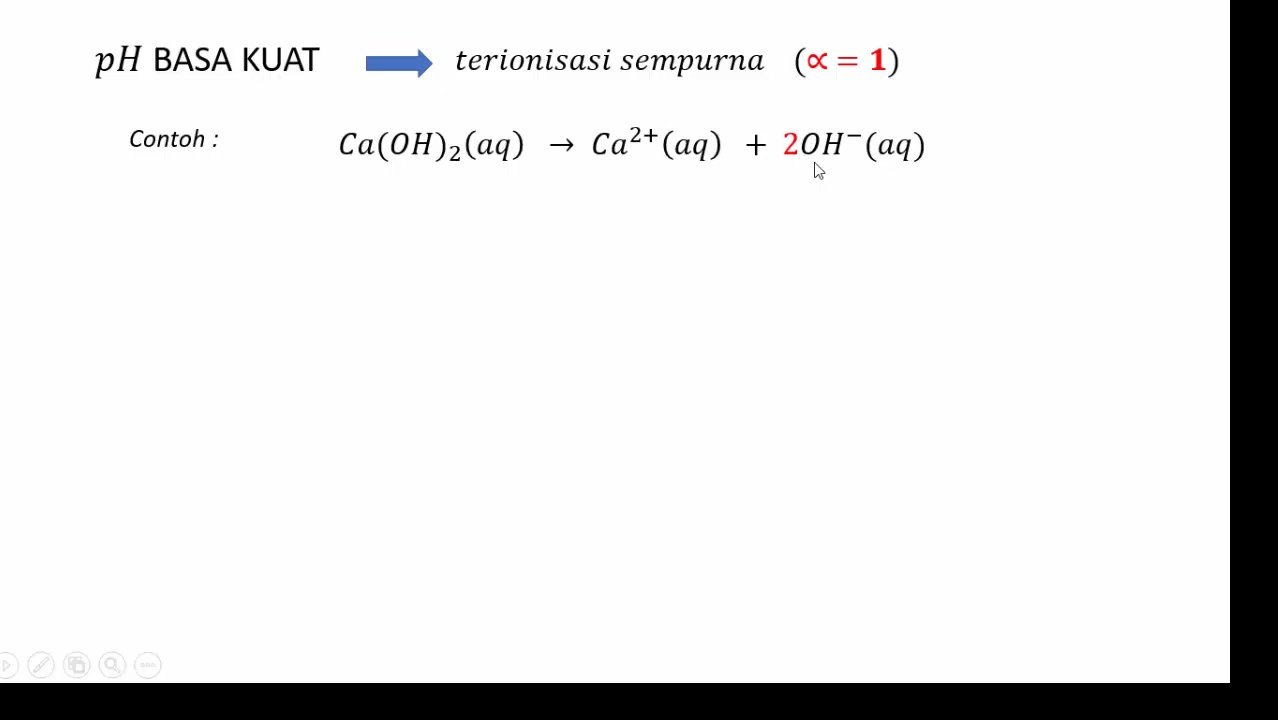 pH BASA KUAT terionisasi sempurna (∝ = 1)
Contoh : Ca(OH)₂(aq) → Ca²⁺(aq) + 2OH⁻(aq)